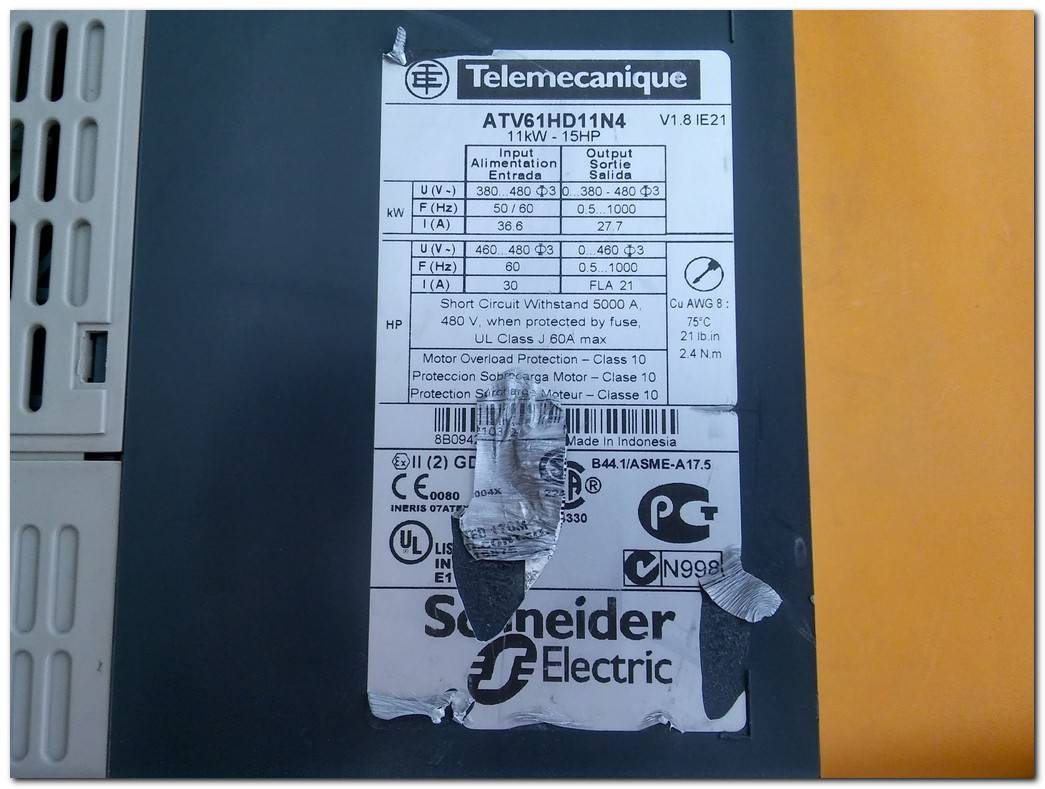 Telemecanique
ATV61HD11N4 V1.8 IE21
11kW - 15HP
Input Output
Alimentation Sortie
Entrada Salida
kW
U (V~) 380...480 Φ3 0...380 - 480 Φ3
F (Hz) 50 / 60 0.5...1000
I (A) 36.6 27.7
HP
U (V~) 460...480 Φ3 0...460 Φ3
F (Hz) 60 0.5...1000
I (A) 30 FLA 21
Short Circuit Withstand 5000 A,
480 V, when protected by fuse,
UL Class J 60A max
Cu AWG 8 :
75°C
21 lb.in
2.4 N.m
Motor Overload Protection – Class 10
Proteccion Sobrecarga Motor – Clase 10
Protection Surcharge Moteur – Classe 10
Made In Indonesia
Ex II (2) GD
B44.1/ASME-A17.5
CE 0080
INERIS
®
UL
N998
Schneider
Electric